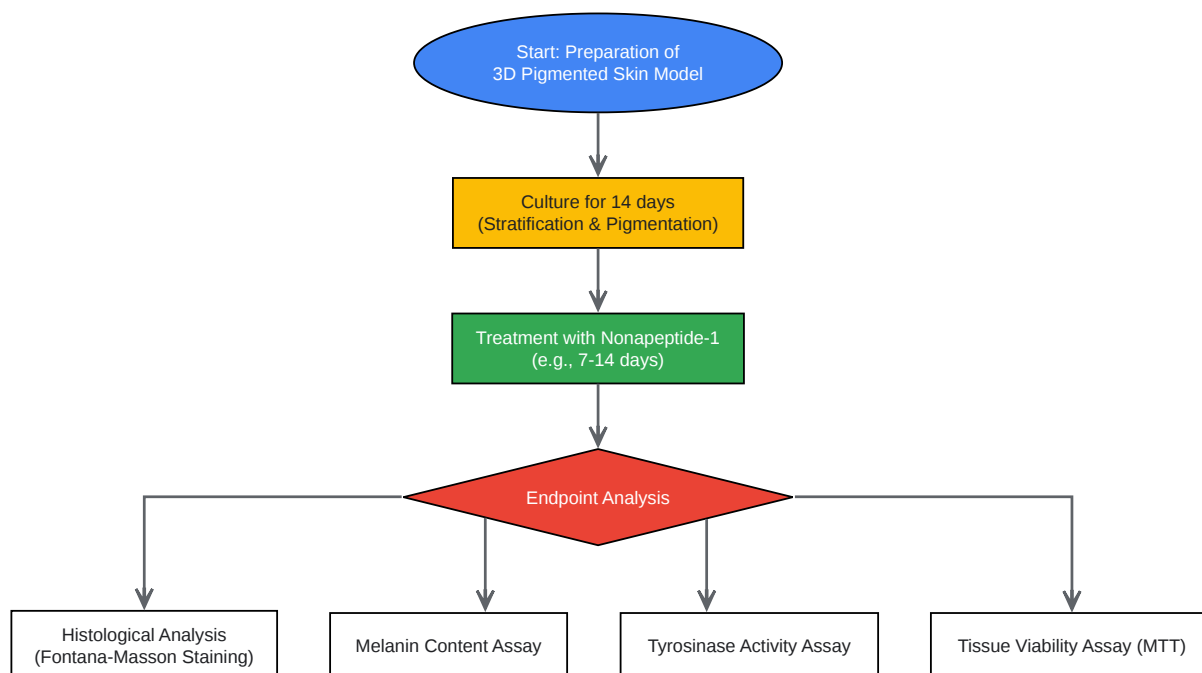 Start: Preparation of
3D Pigmented Skin Model
Culture for 14 days
(Stratification & Pigmentation)
Treatment with Nonapeptide-1
(e.g., 7-14 days)
Endpoint Analysis
Histological Analysis
(Fontana-Masson Staining)
Melanin Content Assay
Tyrosinase Activity Assay
Tissue Viability Assay (MTT)